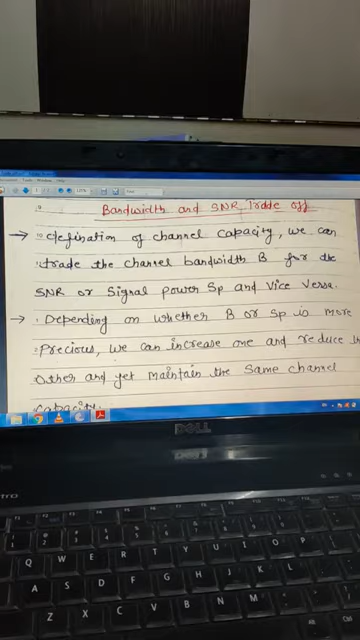 Bandwidth and SNR Trade off
→ Defination of channel capacity, we can
trade the channel bandwidth B for the
SNR or Signal power Sp and Vice Versa.
→ Depending on whether B or Sp is more
Precious, we can increase one and reduce
Other and yet Maintain the Same channel
capacity.
DELL
Q W E R T Y U I O P
A S D F G H J K L
Z X C V B N M